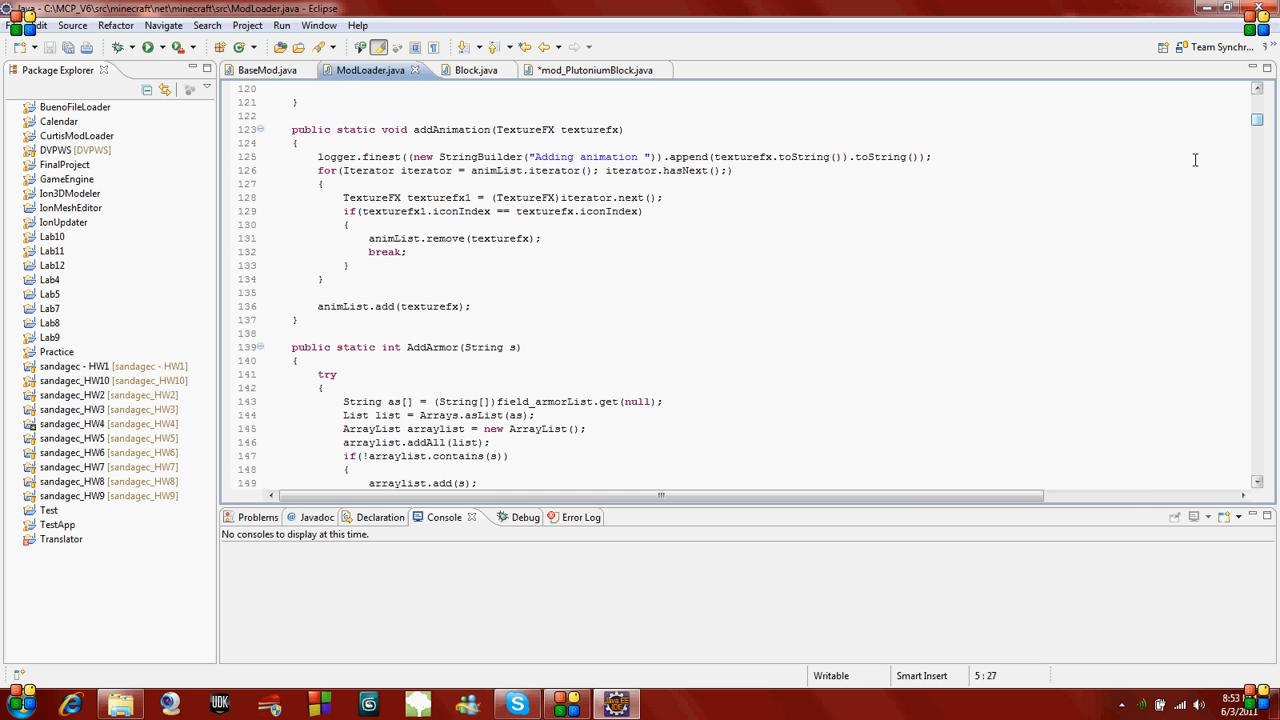 Java - C:\MCP_V6\src\minecraft\net\minecraft\src\ModLoader.java - Eclipse
Edit Source Refactor Navigate Search Project Run Window Help
Team Synchr...
Package Explorer
BaseMod.java ModLoader.java Block.java *mod_PlutoniumBlock.java
BuenoFileLoader
Calendar
CurtisModLoader
DVPWS [DVPWS]
FinalProject
GameEngine
Ion3DModeler
IonMeshEditor
IonUpdater
Lab10
Lab11
Lab12
Lab4
Lab5
Lab7
Lab8
Lab9
Practice
sandagec - HW1 [sandagec_HW1]
sandagec_HW10 [sandagec_HW10]
sandagec_HW2 [sandagec_HW2]
sandagec_HW3 [sandagec_HW3]
sandagec_HW4 [sandagec_HW4]
sandagec_HW5 [sandagec_HW5]
sandagec_HW6 [sandagec_HW6]
sandagec_HW7 [sandagec_HW7]
sandagec_HW8 [sandagec_HW8]
sandagec_HW9 [sandagec_HW9]
Test
TestApp
Translator
120
121 }
122
123 public static void addAnimation(TextureFX texturefx)
124 {
125 logger.finest((new StringBuilder("Adding animation ")).append(texturefx.toString()).toString());
126 for(Iterator iterator = animList.iterator(); iterator.hasNext();)
127 {
128 TextureFX texturefx1 = (TextureFX)iterator.next();
129 if(texturefx1.iconIndex == texturefx.iconIndex)
130 {
131 animList.remove(texturefx);
132 break;
133 }
134 }
135
136 animList.add(texturefx);
137 }
138
139 public static int AddArmor(String s)
140 {
141 try
142 {
143 String as[] = (String[])field_armorList.get(null);
144 List list = Arrays.asList(as);
145 ArrayList arraylist = new ArrayList();
146 arraylist.addAll(list);
147 if(!arraylist.contains(s))
148 {
149 arraylist.add(s);
Problems Javadoc Declaration Console Debug Error Log
No consoles to display at this time.
Writable Smart Insert 5 : 27
UDK
Java EE
IDE
8:53
6/3/2011